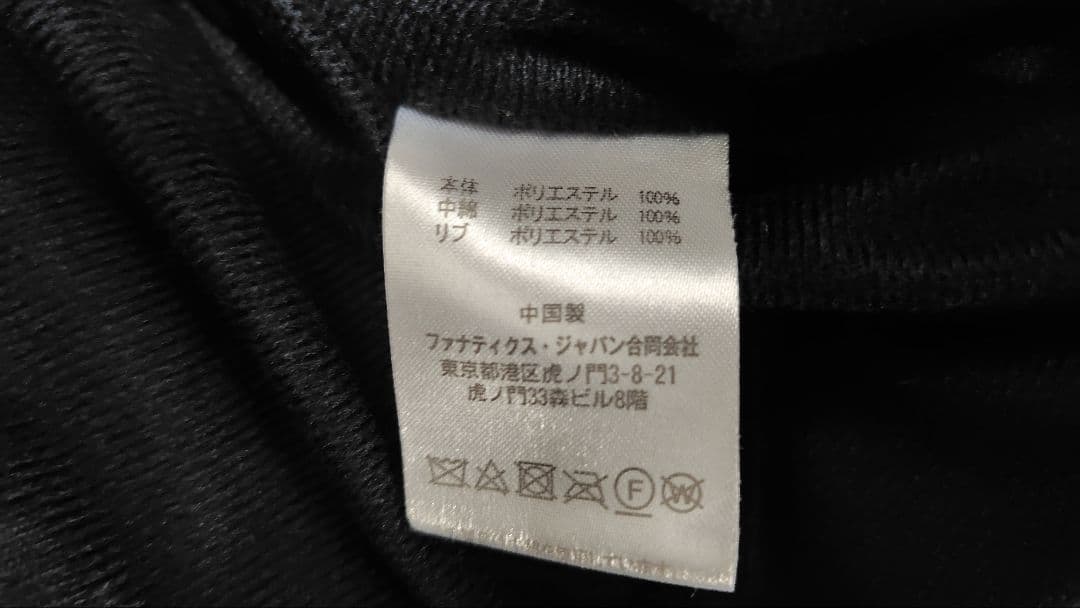 本体 ポリエステル 100%
中綿 ポリエステル 100%
リブ ポリエステル 100%
中国製
ファナティクス・ジャパン合同会社
東京都港区虎ノ門3-8-21
虎ノ門33森ビル8階
F W